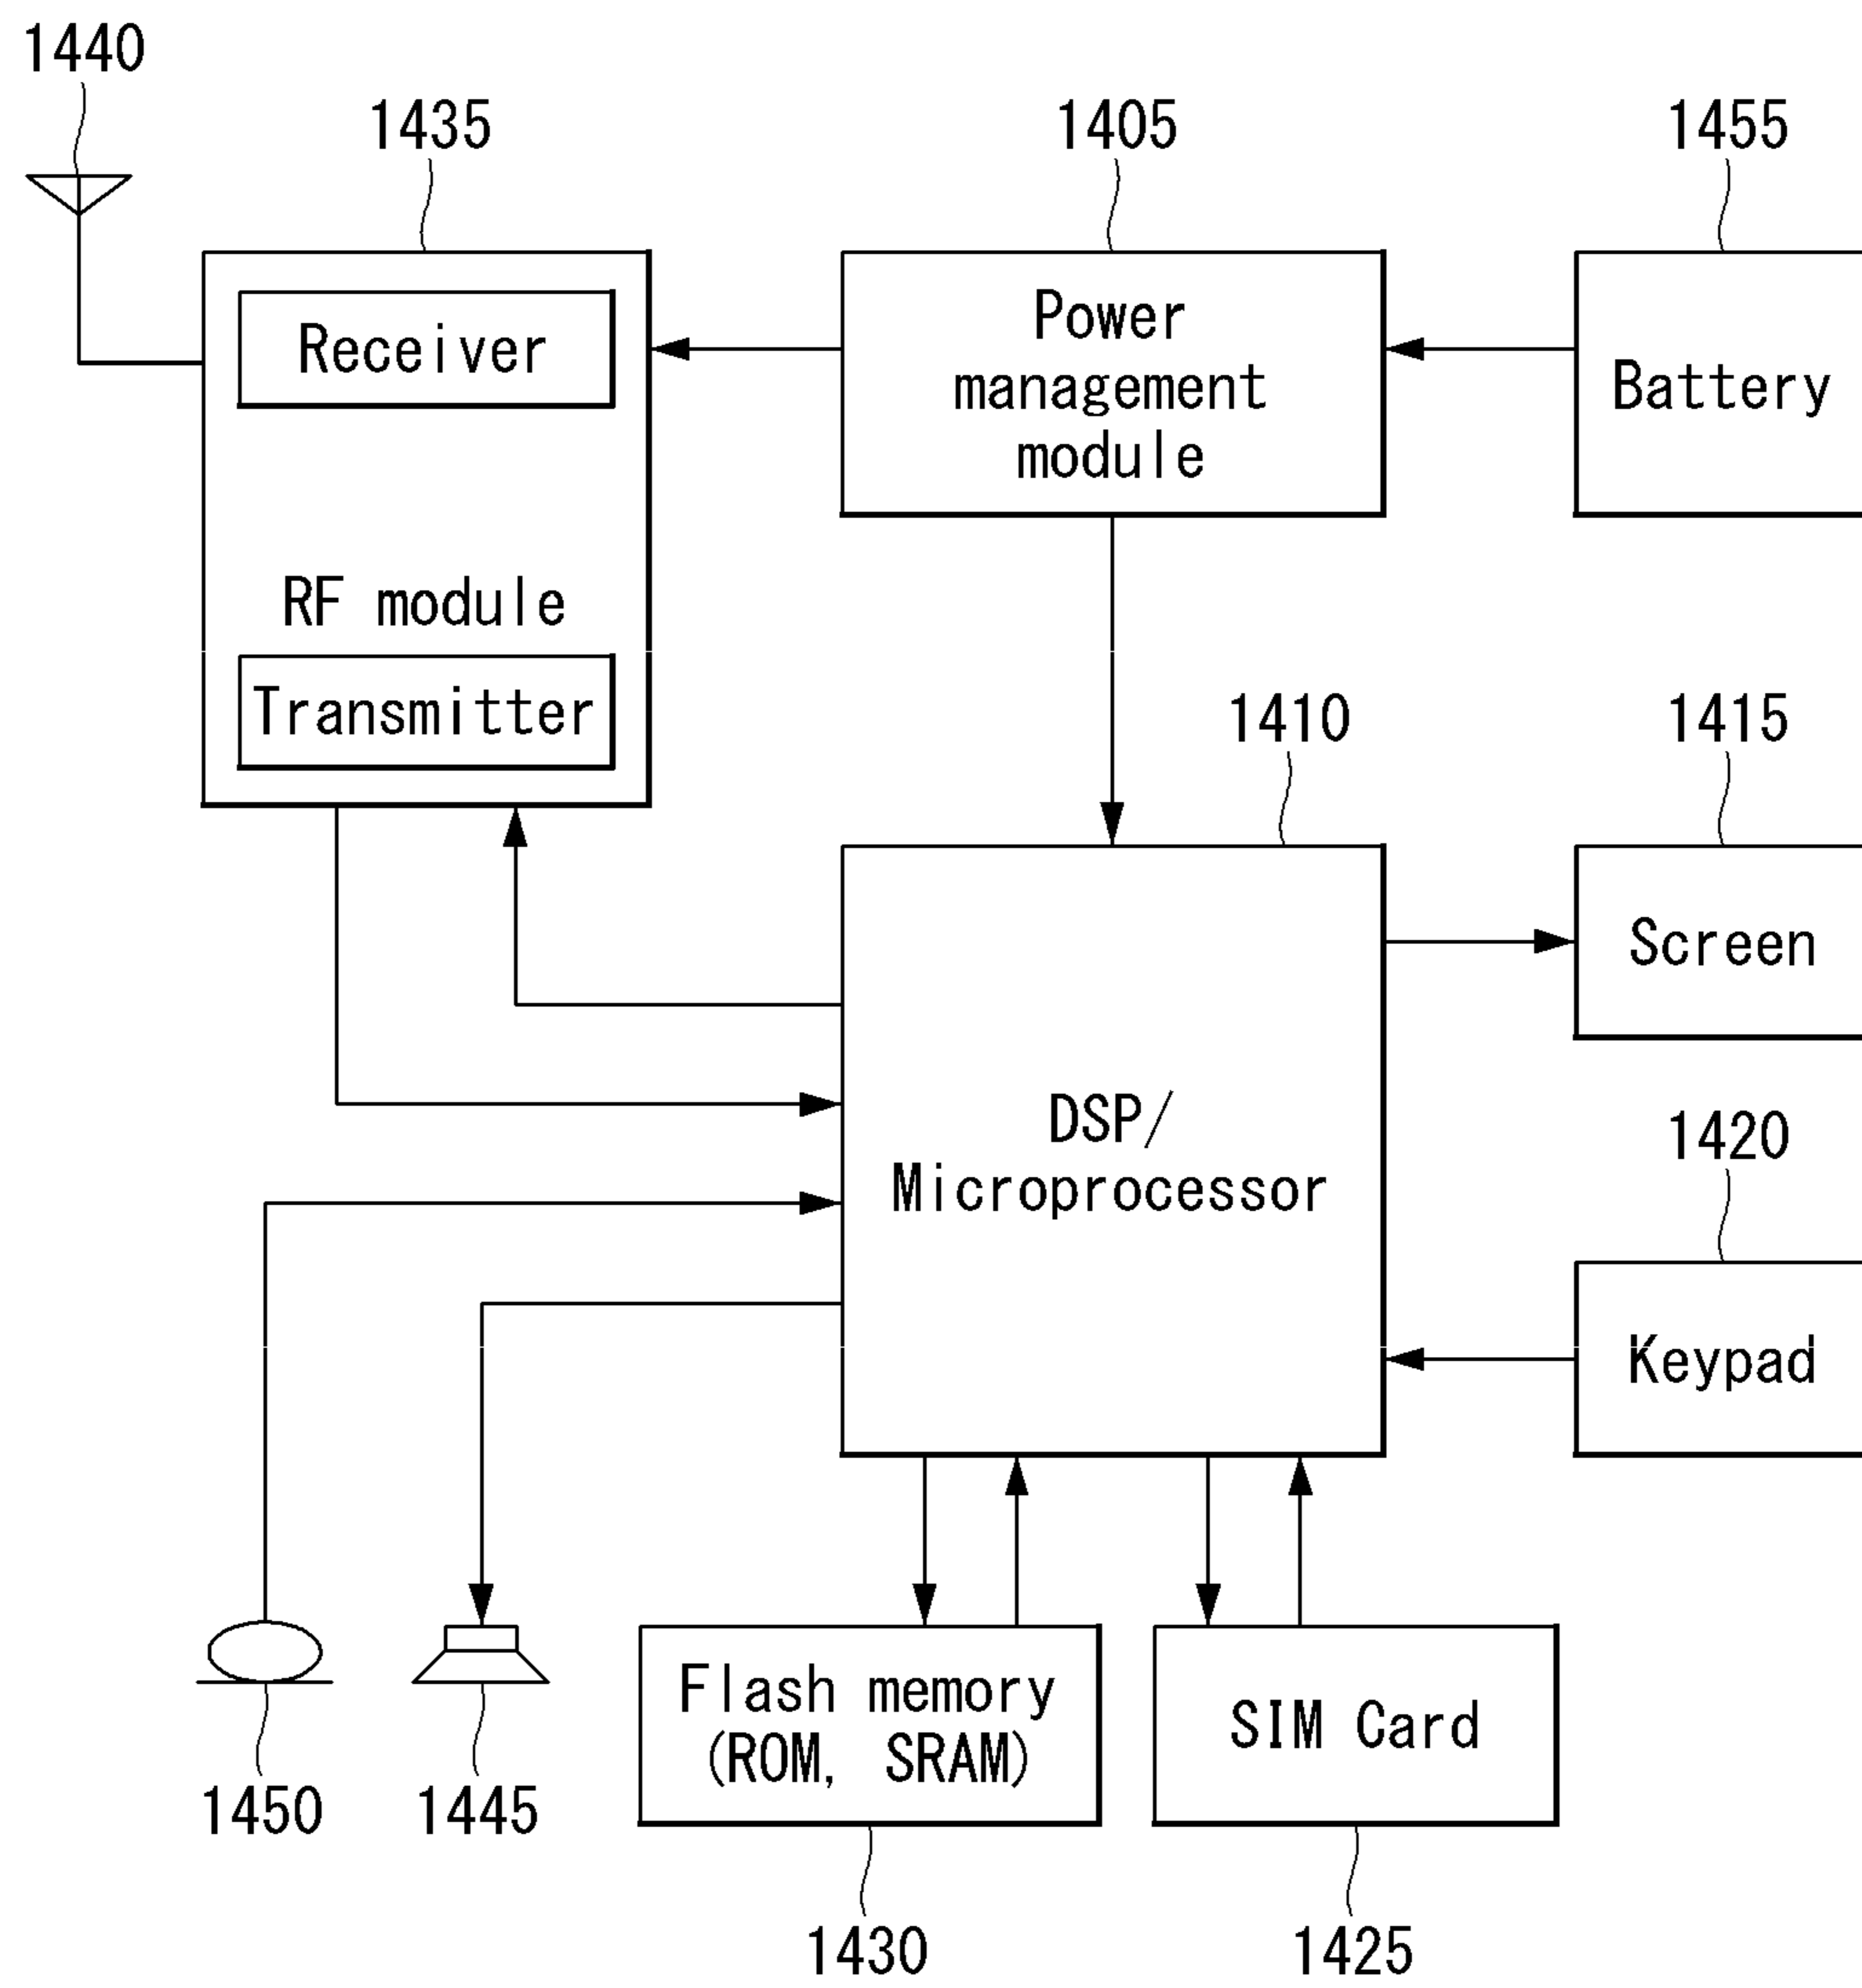 1440
1435
1405
1455
Receiver
RF module
Transmitter
Power
management
module
Battery
1410
1415
DSP/
Microprocessor
Screen
1420
Keypad
Flash memory
(ROM, SRAM)
SIM Card
1450
1445
1430
1425